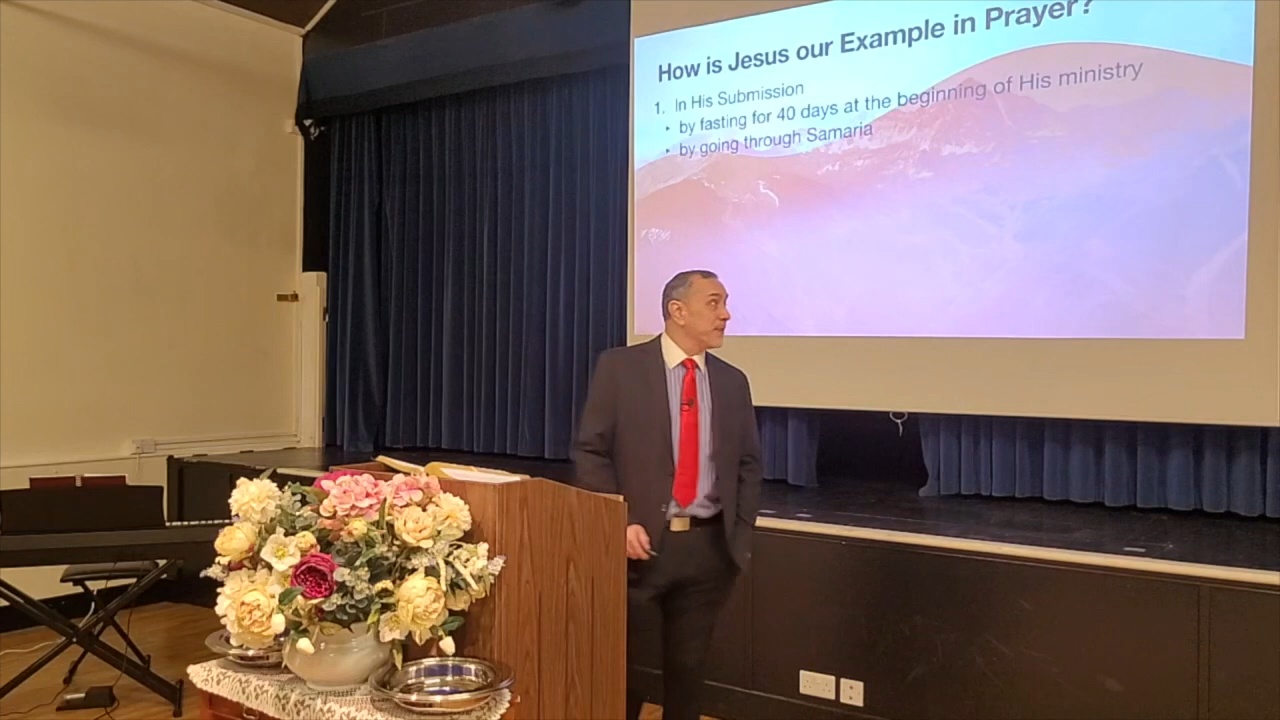 How is Jesus our Example in Prayer?
1. In His Submission
‣ by fasting for 40 days at the beginning of His ministry
‣ by going through Samaria